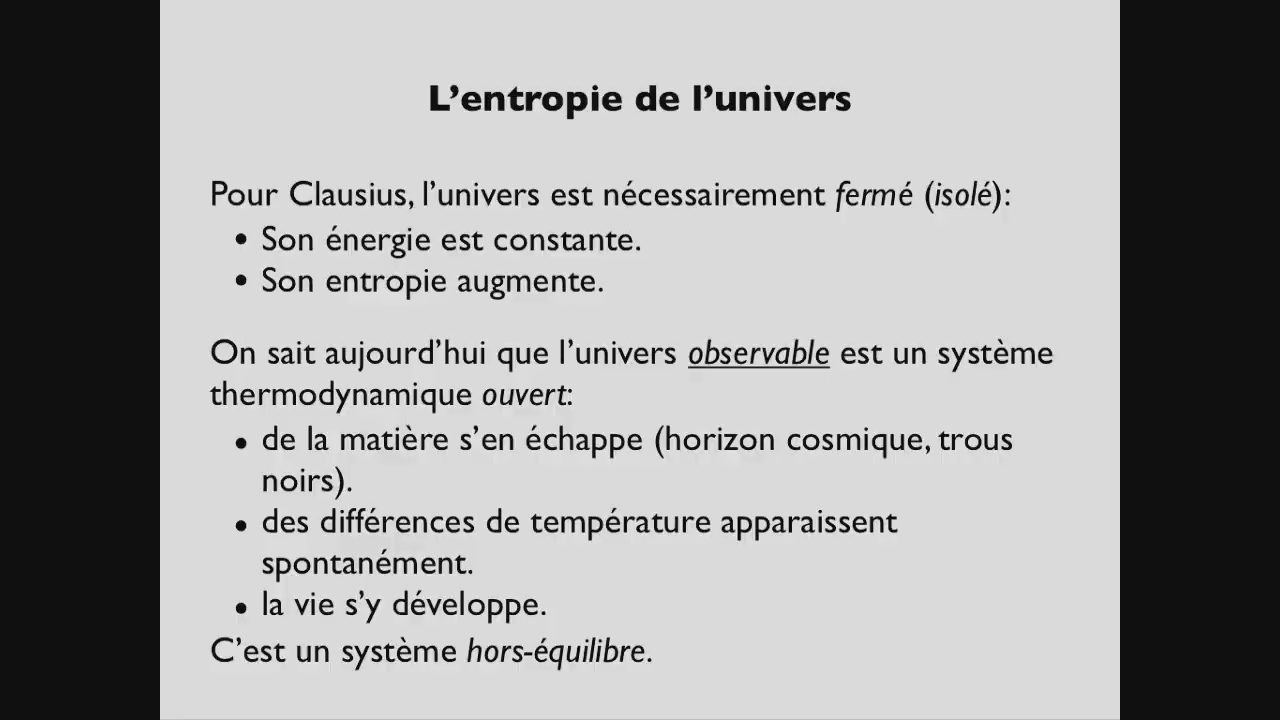 L’entropie de l’univers
Pour Clausius, l’univers est nécessairement fermé (isolé):
• Son énergie est constante.
• Son entropie augmente.
On sait aujourd’hui que l’univers observable est un système
thermodynamique ouvert:
• de la matière s’en échappe (horizon cosmique, trous
noirs).
• des différences de température apparaissent
spontanément.
• la vie s’y développe.
C’est un système hors-équilibre.